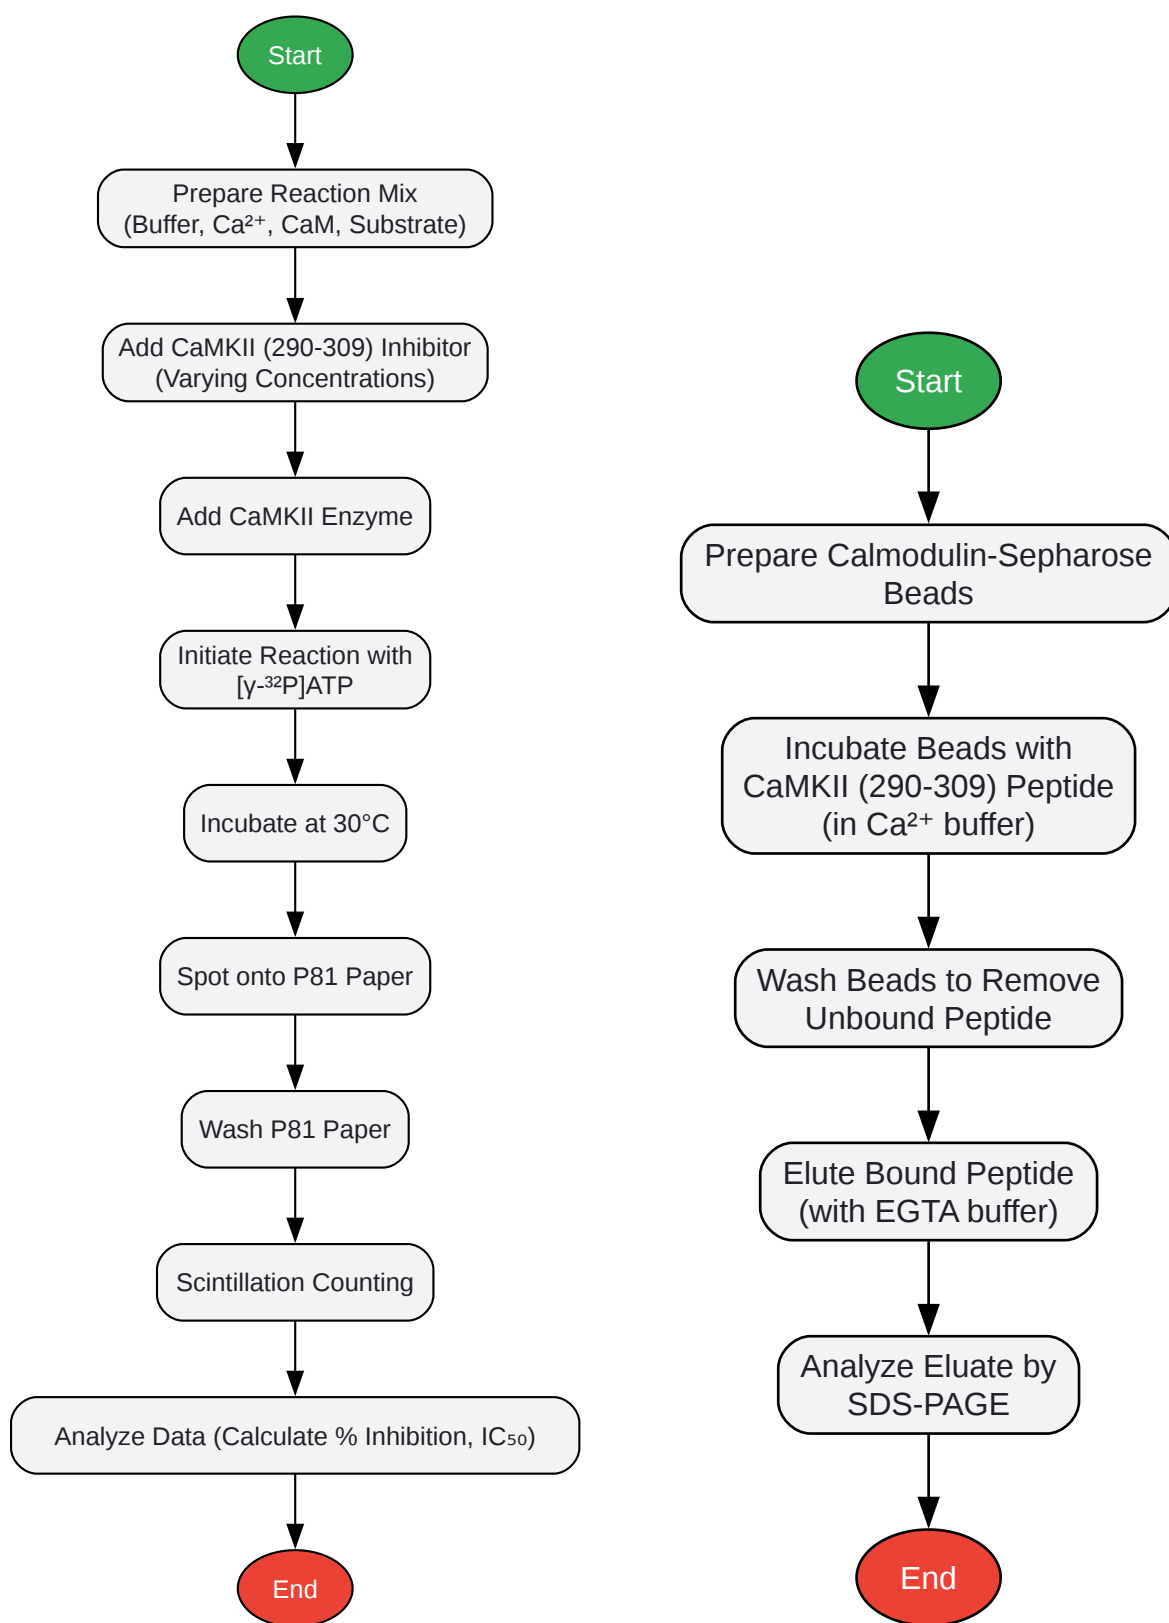 Start
Prepare Reaction Mix
(Buffer, Ca²⁺, CaM, Substrate)
Add CaMKII (290-309) Inhibitor
(Varying Concentrations)
Add CaMKII Enzyme
Initiate Reaction with
[γ-³²P]ATP
Incubate at 30°C
Spot onto P81 Paper
Wash P81 Paper
Scintillation Counting
Analyze Data (Calculate % Inhibition, IC₅₀)
End
Start
Prepare Calmodulin-Sepharose
Beads
Incubate Beads with
CaMKII (290-309) Peptide
(in Ca²⁺ buffer)
Wash Beads to Remove
Unbound Peptide
Elute Bound Peptide
(with EGTA buffer)
Analyze Eluate by
SDS-PAGE
End